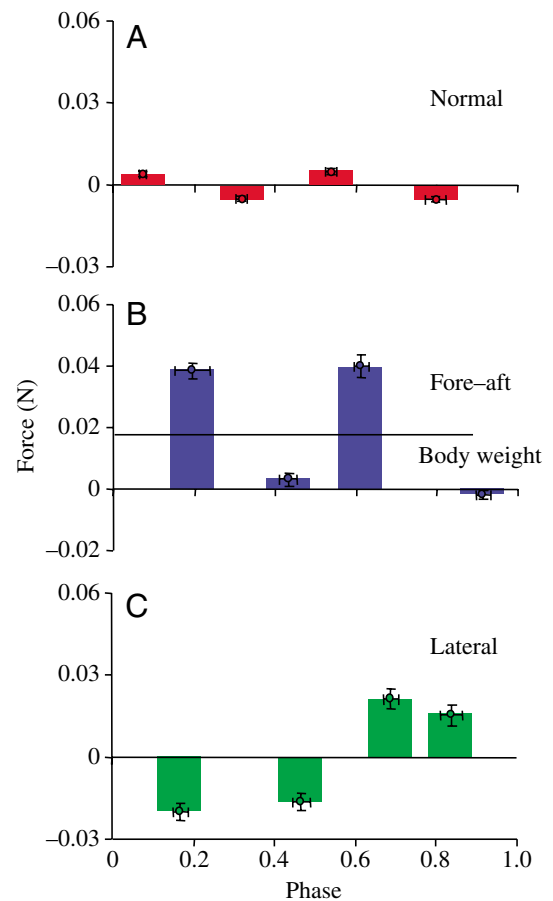 0.06
A
0.03
Normal
0
–0.03
0.06
B
0.04
Fore–aft
0.02
Body weight
0
–0.02
Force (N)
0.06
C
Lateral
0.03
0
–0.03
0
0.2
0.4
0.6
0.8
1.0
Phase